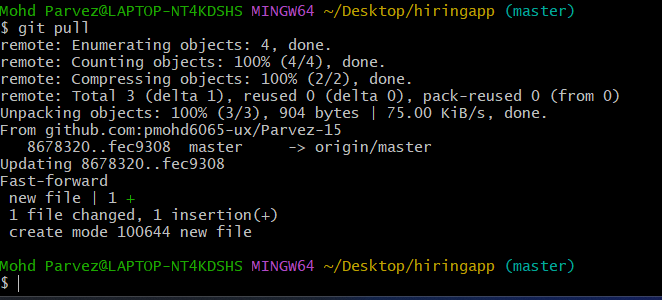 Mohd Parvez@LAPTOP-NT4KDSHS MINGW64 ~/Desktop/hiringapp (master)
$ git pull
remote: Enumerating objects: 4, done.
remote: Counting objects: 100% (4/4), done.
remote: Compressing objects: 100% (2/2), done.
remote: Total 3 (delta 1), reused 0 (delta 0), pack-reused 0 (from 0)
Unpacking objects: 100% (3/3), 904 bytes | 75.00 KiB/s, done.
From github.com:pmohd6065-ux/Parvez-15
   8678320..fec9308  master     -> origin/master
Updating 8678320..fec9308
Fast-forward
 new file | 1 +
 1 file changed, 1 insertion(+)
 create mode 100644 new file
Mohd Parvez@LAPTOP-NT4KDSHS MINGW64 ~/Desktop/hiringapp (master)
$